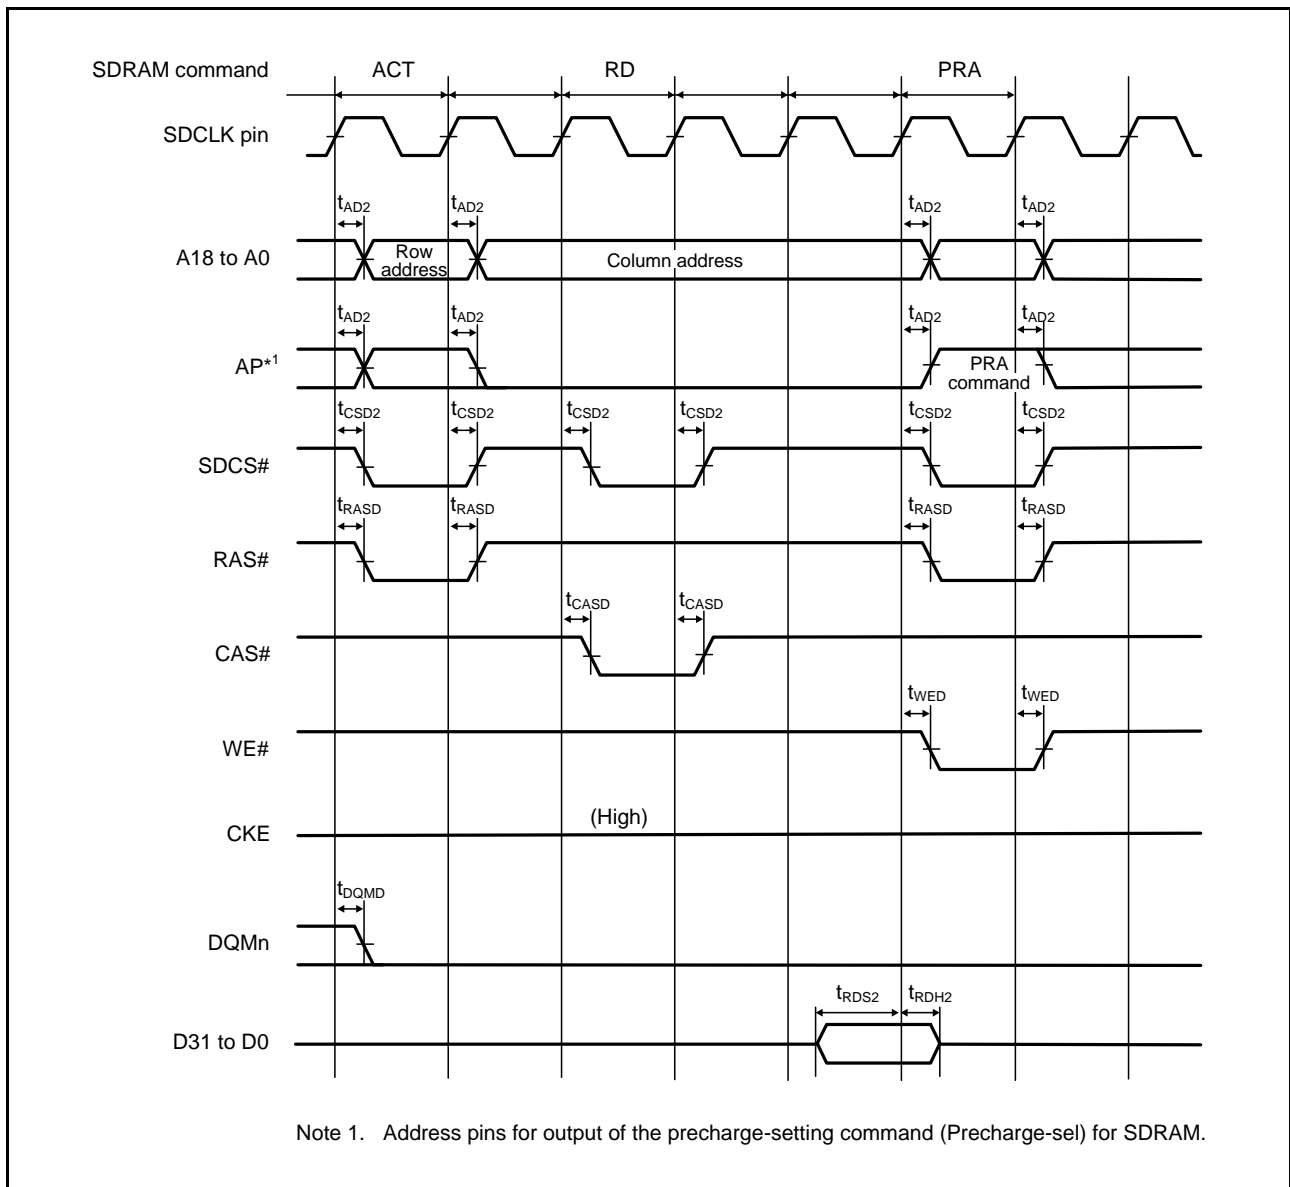 SDRAM command ACT RD PRA
SDCLK pin
tAD2 tAD2 tAD2 tAD2
A18 to A0 Row address Column address
tAD2 tAD2 tAD2 tAD2
AP*1 PRA command
tCSD2 tCSD2 tCSD2 tCSD2 tCSD2 tCSD2
SDCS#
tRASD tRASD tRASD tRASD
RAS#
tCASD tCASD
CAS#
tWED tWED
WE#
(High)
CKE
tDQMD
DQMn
tRDS2 tRDH2
D31 to D0
Note 1. Address pins for output of the precharge-setting command (Precharge-sel) for SDRAM.